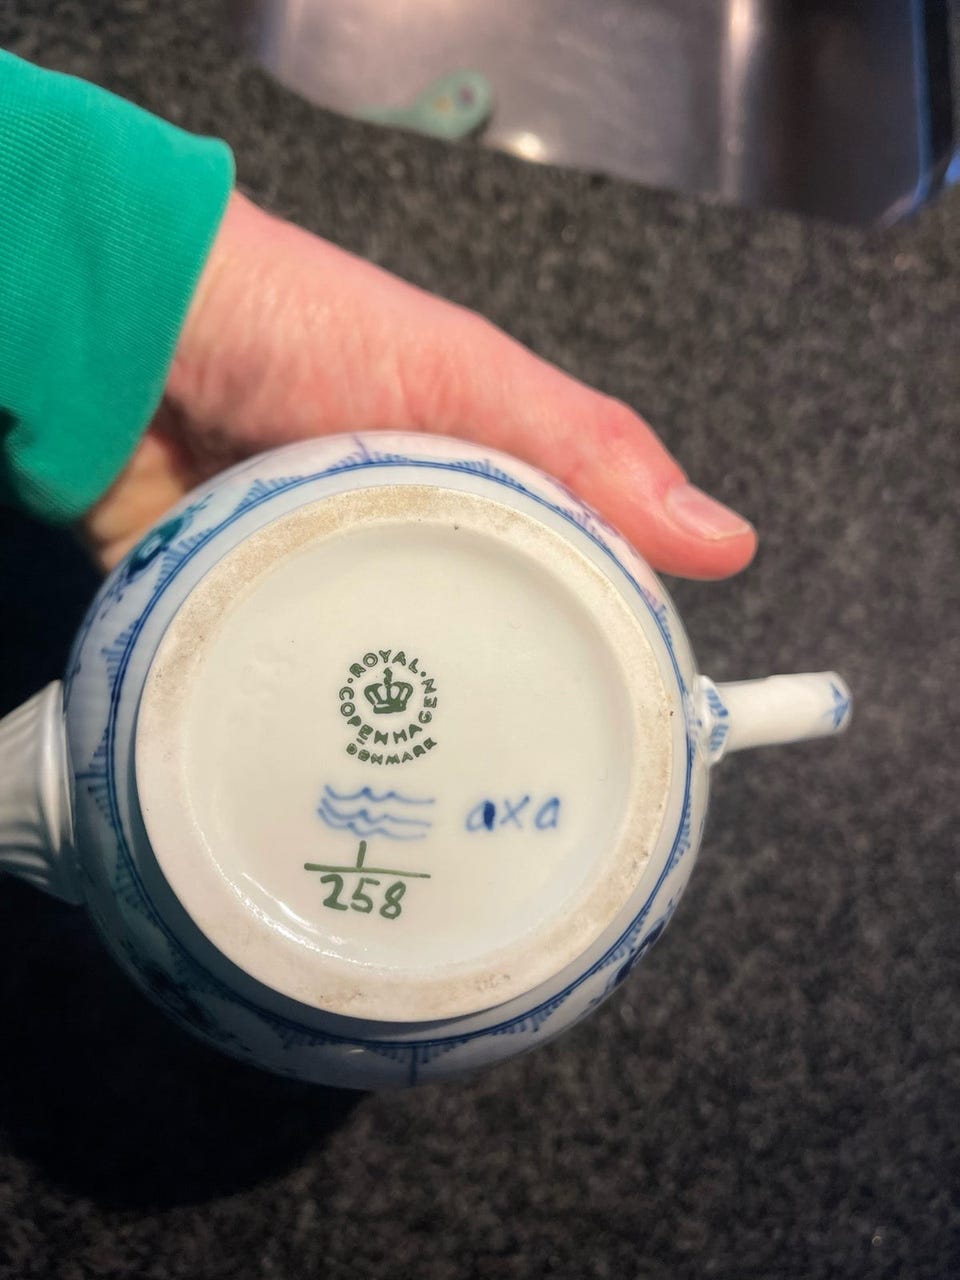 ROYAL
COPENHAGEN
DENMARK
axa
1
258